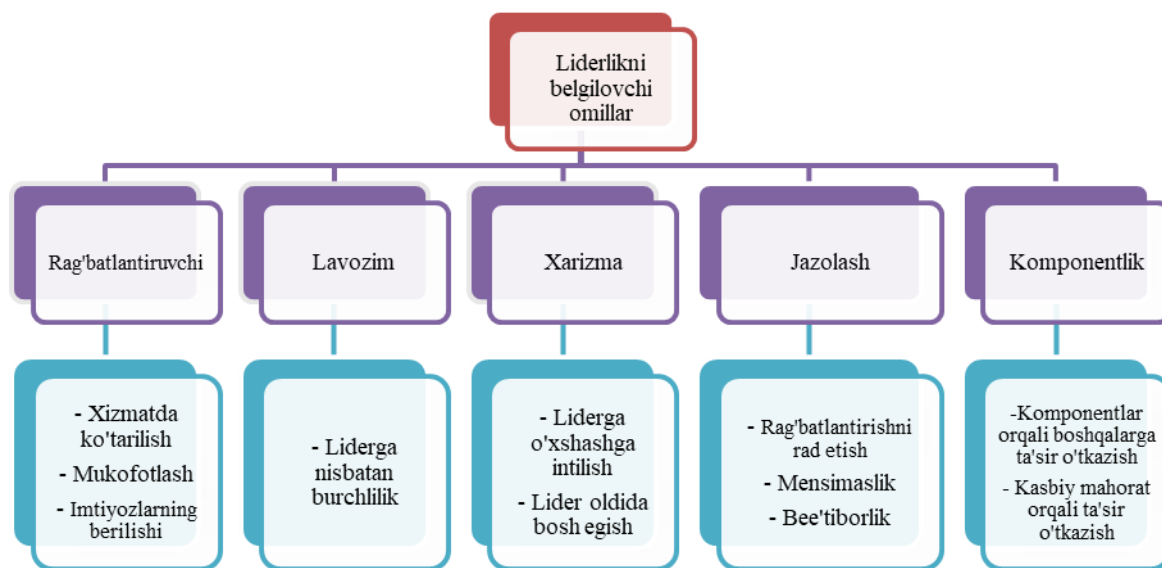 Liderlikni
belgilovchi
omillar
Rag'batlantiruvchi
Lavozim
Xarizma
Jazolash
Komponentlik
- Xizmatda
ko'tarilish
- Mukofotlash
- Imtiyozlarning
berilishi
- Liderga
nisbatan
burchlilik
- Liderga
o'xshashga
intilish
- Lider oldida
bosh egish
- Rag'batlantirishni
rad etish
- Mensimaslik
- Bee'tiborlik
-Komponentlar
orqali boshqalarga
ta'sir o'tkazish
- Kasbiy mahorat
orqali ta'sir
o'tkazish